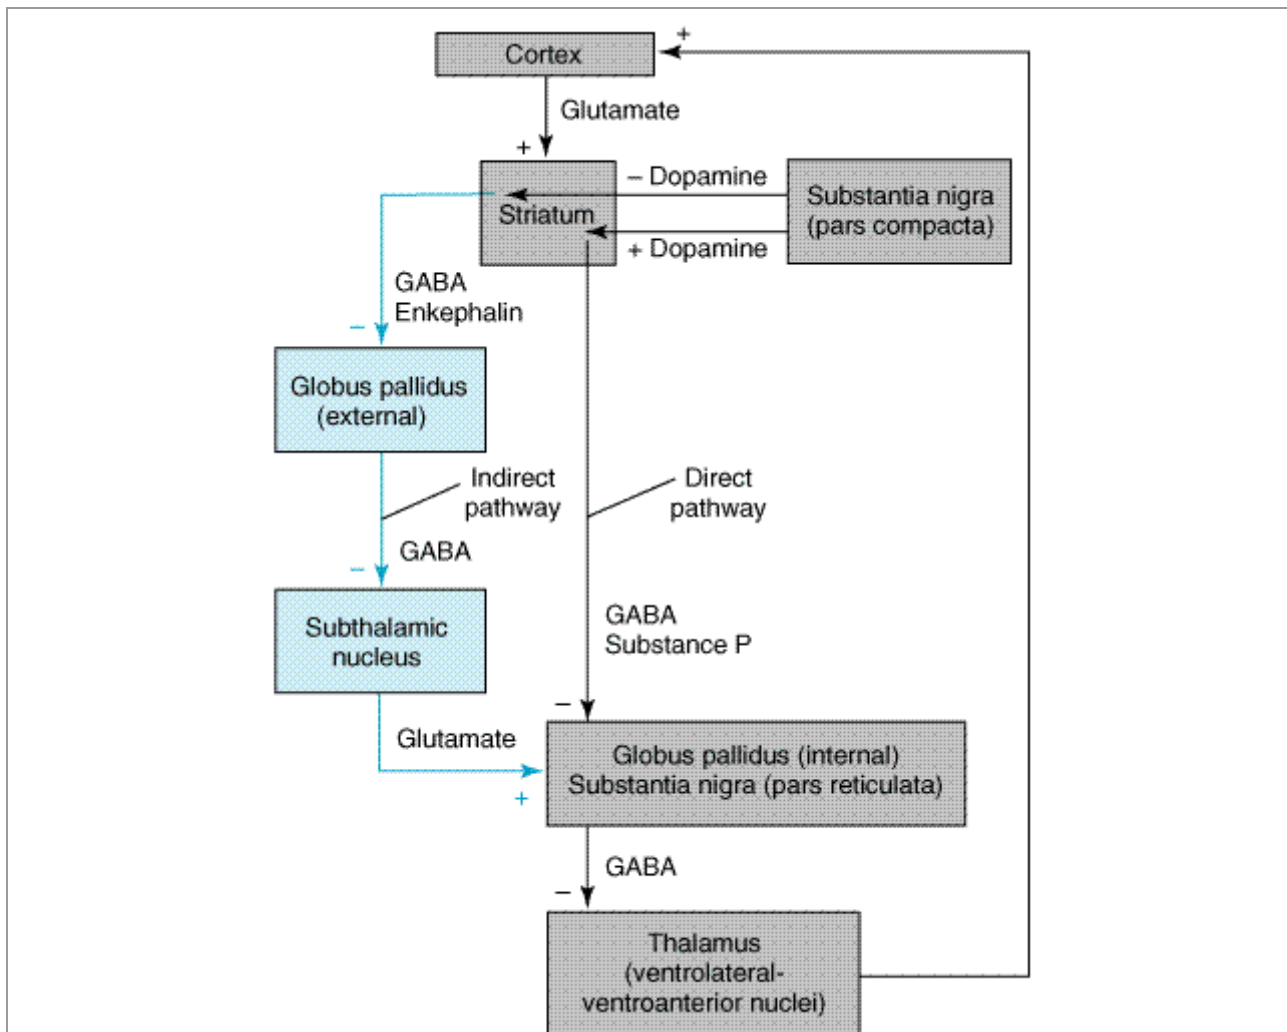 +
Cortex
Glutamate
+
– Dopamine
Substantia nigra
(pars compacta)
Striatum
+ Dopamine
GABA
Enkephalin
–
Globus pallidus
(external)
Indirect
pathway
Direct
pathway
GABA
–
Subthalamic
nucleus
GABA
Substance P
–
Glutamate
+
Globus pallidus (internal)
Substantia nigra (pars reticulata)
GABA
–
Thalamus
(ventrolateral-
ventroanterior nuclei)